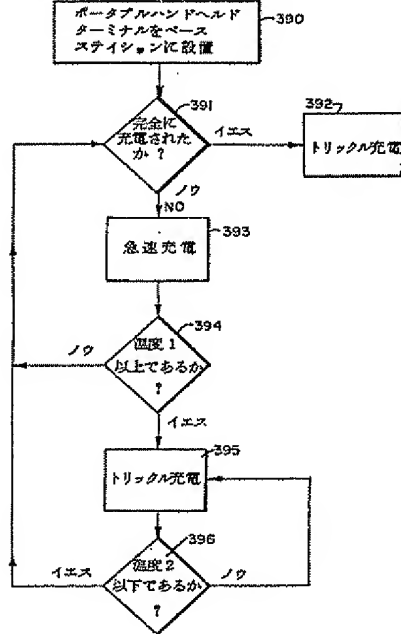 ポータブルハンドヘルド
ターミナルをベース
ステイションに設置
390
391
完全に
充電された
か?
イエス
392
トリックル充電
ノウ
NO
393
急速充電
394
温度1
以上であるか
?
ノウ
イエス
395
トリックル充電
396
温度2
以下であるか
?
イエス
ノウ